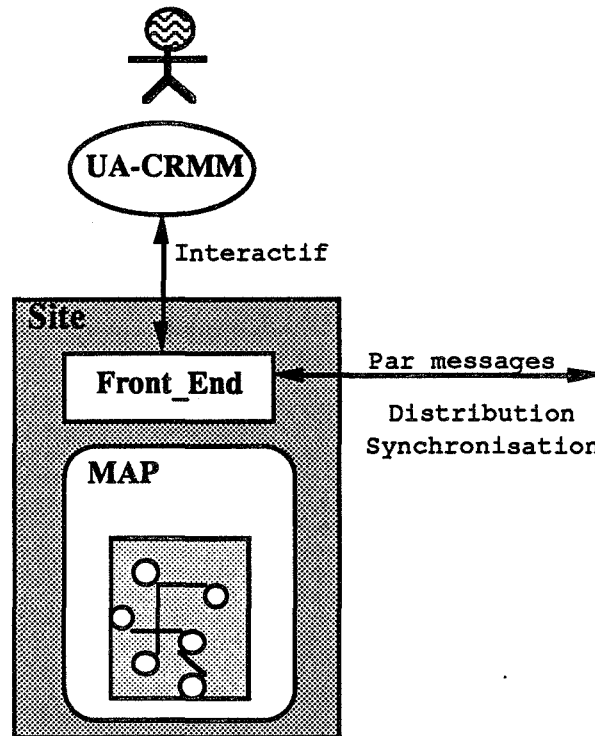 UA-CRMM
Interactif
Site
Front_End
Par messages
Distribution
Synchronisation
MAP